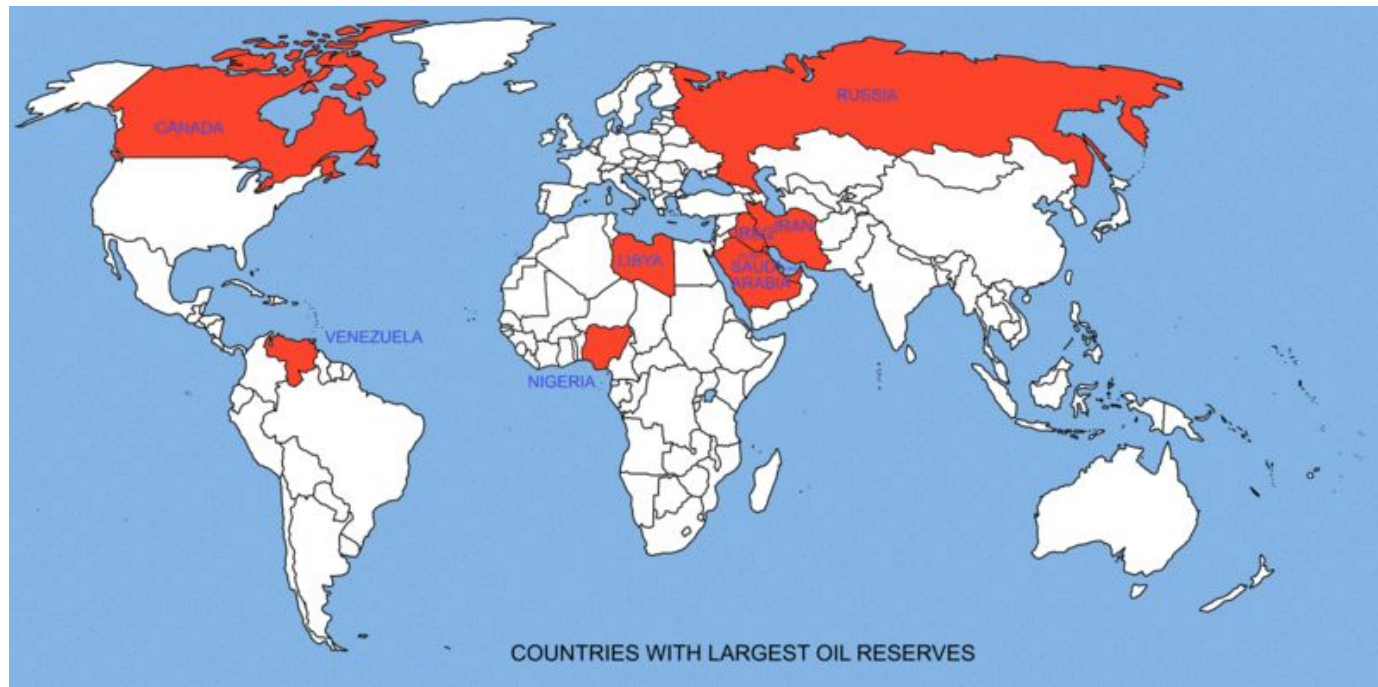 RUSSIA
CANADA
IRAQ
IRAN
LIBYA
SAUDI
ARABIA
VENEZUELA
NIGERIA
COUNTRIES WITH LARGEST OIL RESERVES